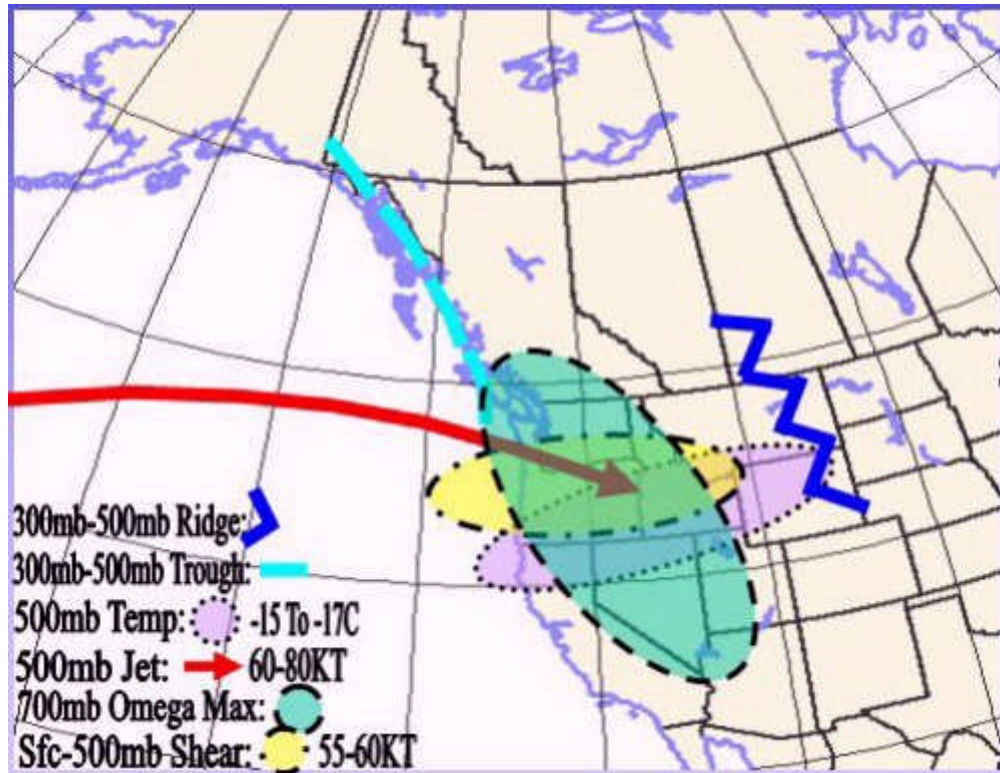 300mb-500mb Ridge:
300mb-500mb Trough:
500mb Temp: -15 To -17C
500mb Jet: 60-80KT
700mb Omega Max:
Sfc-500mb Shear: 55-60KT